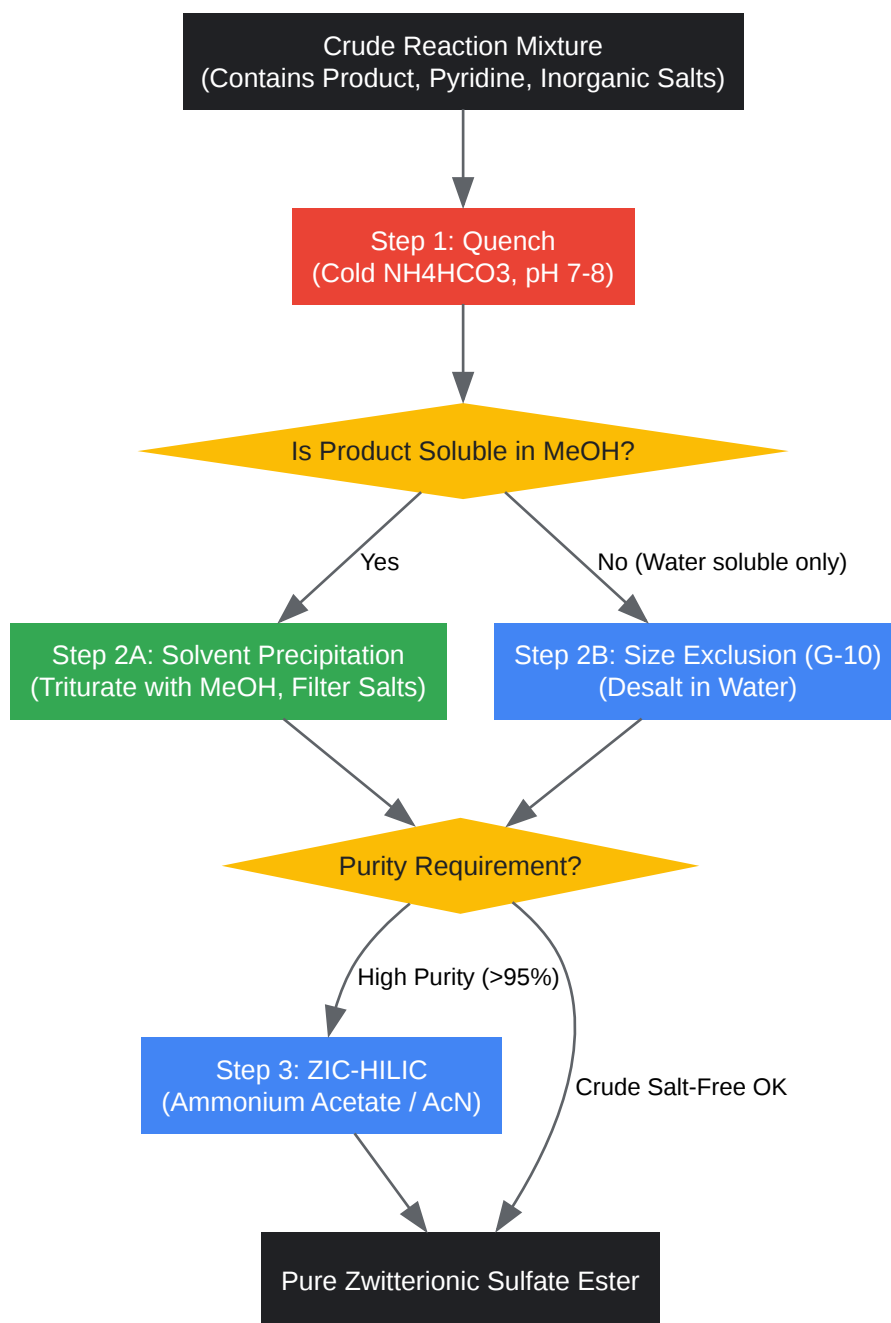 Crude Reaction Mixture
(Contains Product, Pyridine, Inorganic Salts)
Step 1: Quench
(Cold NH4HCO3, pH 7-8)
Is Product Soluble in MeOH?
Yes
No (Water soluble only)
Step 2A: Solvent Precipitation
(Triturate with MeOH, Filter Salts)
Step 2B: Size Exclusion (G-10)
(Desalt in Water)
Purity Requirement?
High Purity (>95%)
Step 3: ZIC-HILIC
(Ammonium Acetate / AcN)
Crude Salt-Free OK
Pure Zwitterionic Sulfate Ester